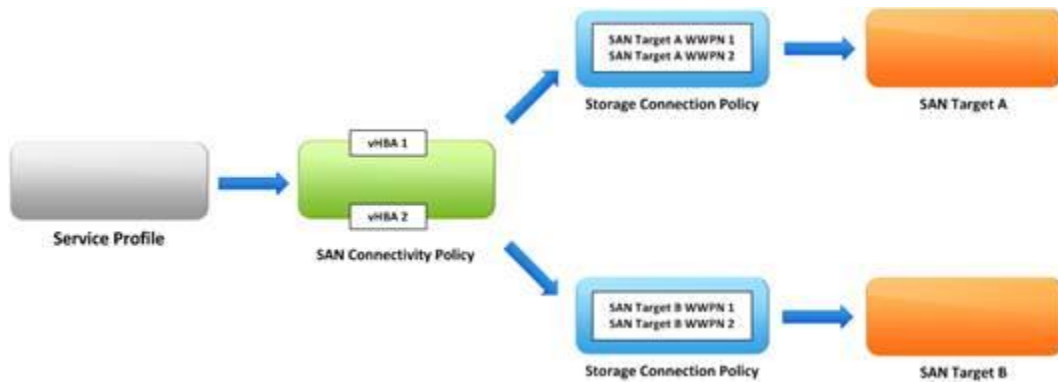 SAN Target A WWPN 1
SAN Target A WWPN 2
Storage Connection Policy
SAN Target A
vHBA 1
vHBA 2
Service Profile
SAN Connectivity Policy
SAN Target B WWPN 1
SAN Target B WWPN 2
Storage Connection Policy
SAN Target B